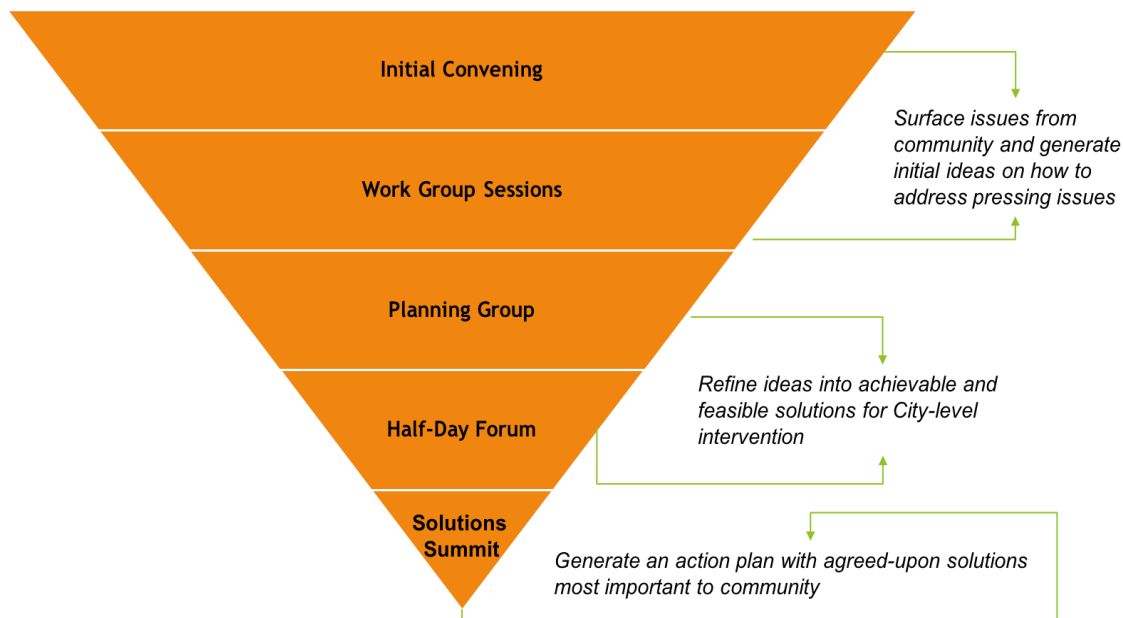 Initial Convening
Surface issues from
community and generate
initial ideas on how to
address pressing issues
Work Group Sessions
Planning Group
Refine ideas into achievable and
feasible solutions for City-level
intervention
Half-Day Forum
Solutions
Summit
Generate an action plan with agreed-upon solutions
most important to community